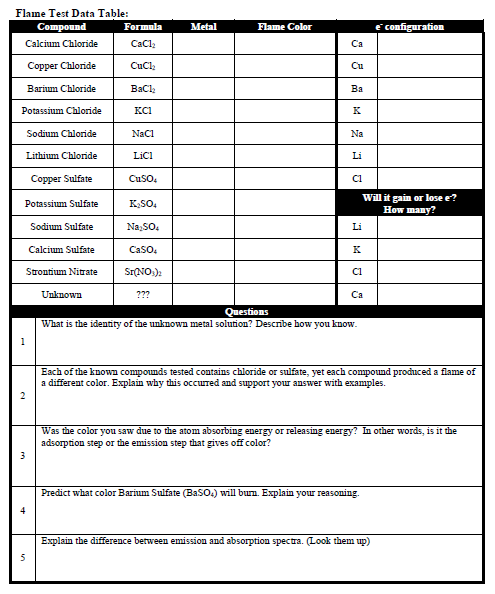 Flame Test Data Table:
Compound Formula Metal Flame Color e⁻ configuration
Calcium Chloride CaCl₂ Ca
Copper Chloride CuCl₂ Cu
Barium Chloride BaCl₂ Ba
Potassium Chloride KCl K
Sodium Chloride NaCl Na
Lithium Chloride LiCl Li
Copper Sulfate CuSO₄ Cl
Potassium Sulfate K₂SO₄ Will it gain or lose e⁻?
How many?
Sodium Sulfate Na₂SO₄ Li
Calcium Sulfate CaSO₄ K
Strontium Nitrate Sr(NO₃)₂ Cl
Unknown ??? Ca
Questions
1 What is the identity of the unknown metal solution? Describe how you know.
2 Each of the known compounds tested contains chloride or sulfate, yet each compound produced a flame of
a different color. Explain why this occurred and support your answer with examples.
3 Was the color you saw due to the atom absorbing energy or releasing energy? In other words, is it the
adsorption step or the emission step that gives off color?
4 Predict what color Barium Sulfate (BaSO₄) will burn. Explain your reasoning.
5 Explain the difference between emission and absorption spectra. (Look them up)